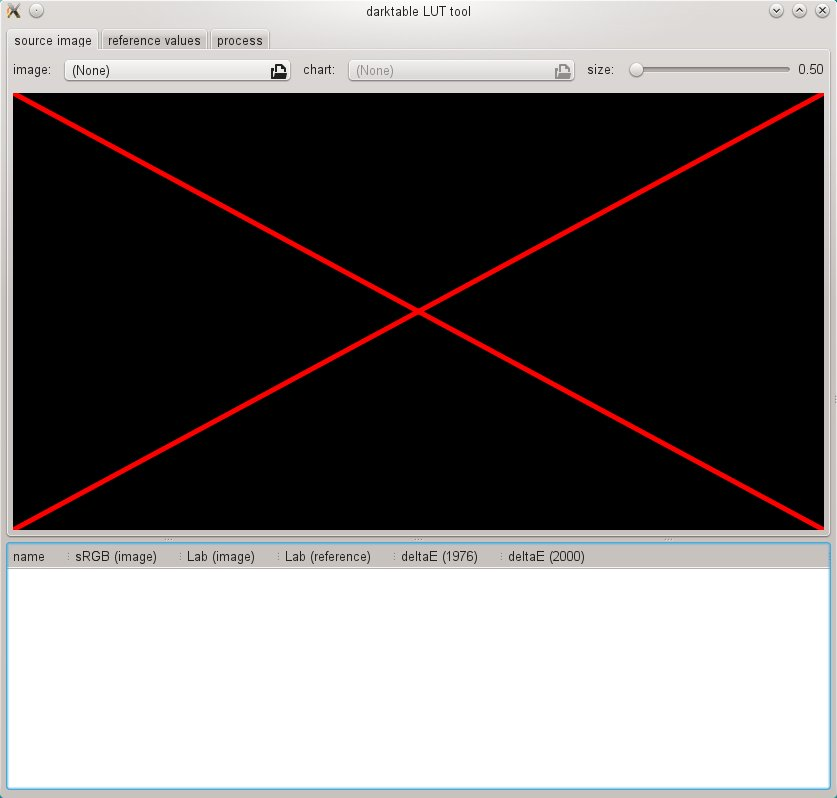 darktable LUT tool
source image reference values process
image: (None) chart: (None) size: 0.50
name sRGB (image) Lab (image) Lab (reference) deltaE (1976) deltaE (2000)